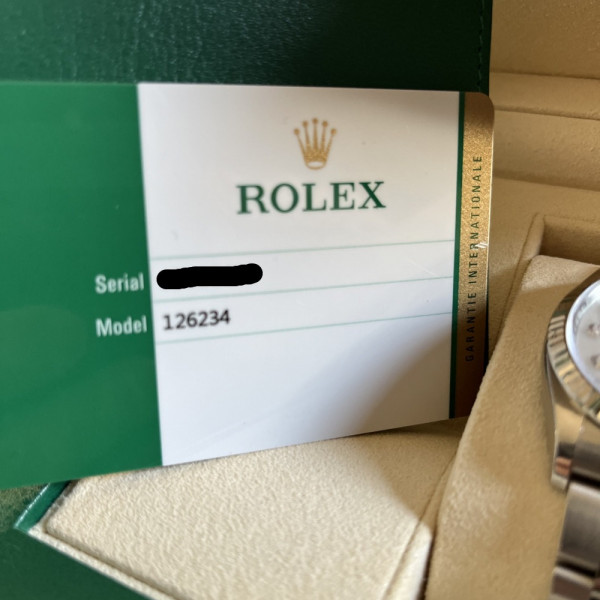 ROLEX
Serial
Model 126234
GARANTIE INTERNATIONALE